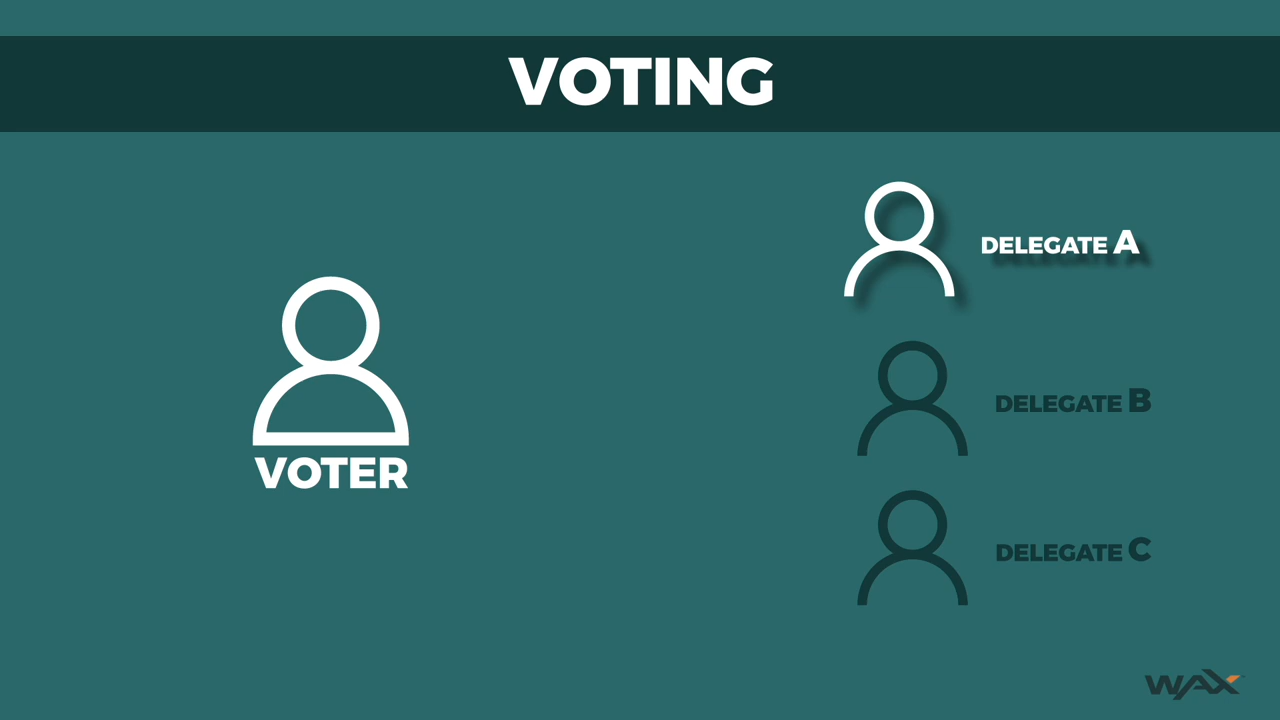 VOTING
DELEGATE A
VOTER
DELEGATE B
DELEGATE C
WAX